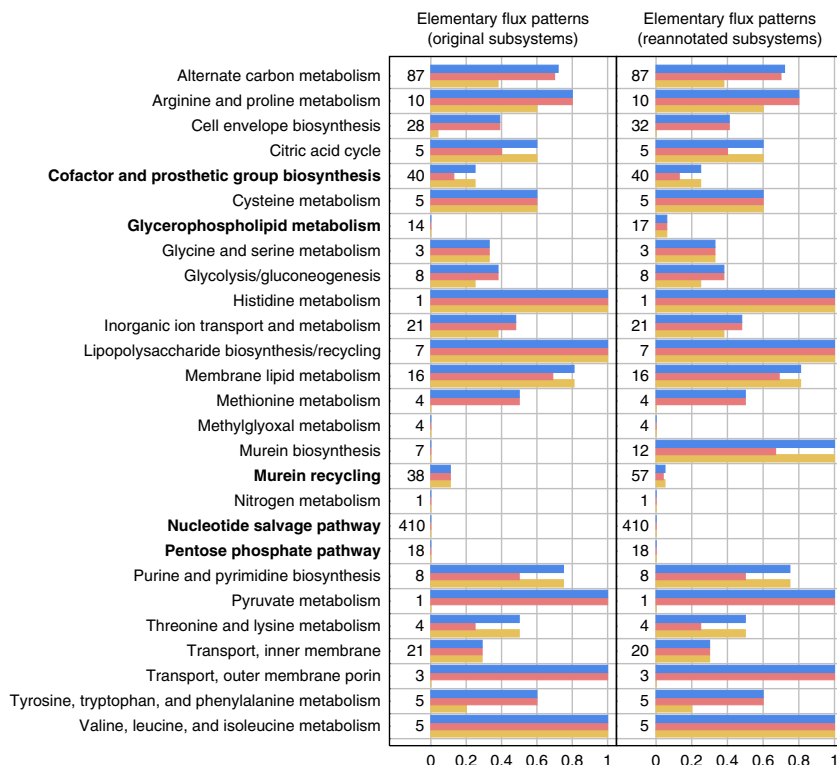 Elementary flux patterns
(original subsystems)
Elementary flux patterns
(reannotated subsystems)
Alternate carbon metabolism 87 87
Arginine and proline metabolism 10 10
Cell envelope biosynthesis 28 32
Citric acid cycle 5 5
Cofactor and prosthetic group biosynthesis 40 40
Cysteine metabolism 5 5
Glycerophospholipid metabolism 14 17
Glycine and serine metabolism 3 3
Glycolysis/gluconeogenesis 8 8
Histidine metabolism 1 1
Inorganic ion transport and metabolism 21 21
Lipopolysaccharide biosynthesis/recycling 7 7
Membrane lipid metabolism 16 16
Methionine metabolism 4 4
Methylglyoxal metabolism 4 4
Murein biosynthesis 7 12
Murein recycling 38 57
Nitrogen metabolism 1 1
Nucleotide salvage pathway 410 410
Pentose phosphate pathway 18 18
Purine and pyrimidine biosynthesis 8 8
Pyruvate metabolism 1 1
Threonine and lysine metabolism 4 4
Transport, inner membrane 21 20
Transport, outer membrane porin 3 3
Tyrosine, tryptophan, and phenylalanine metabolism 5 5
Valine, leucine, and isoleucine metabolism 5 5
0 0.2 0.4 0.6 0.8 1 0 0.2 0.4 0.6 0.8 1